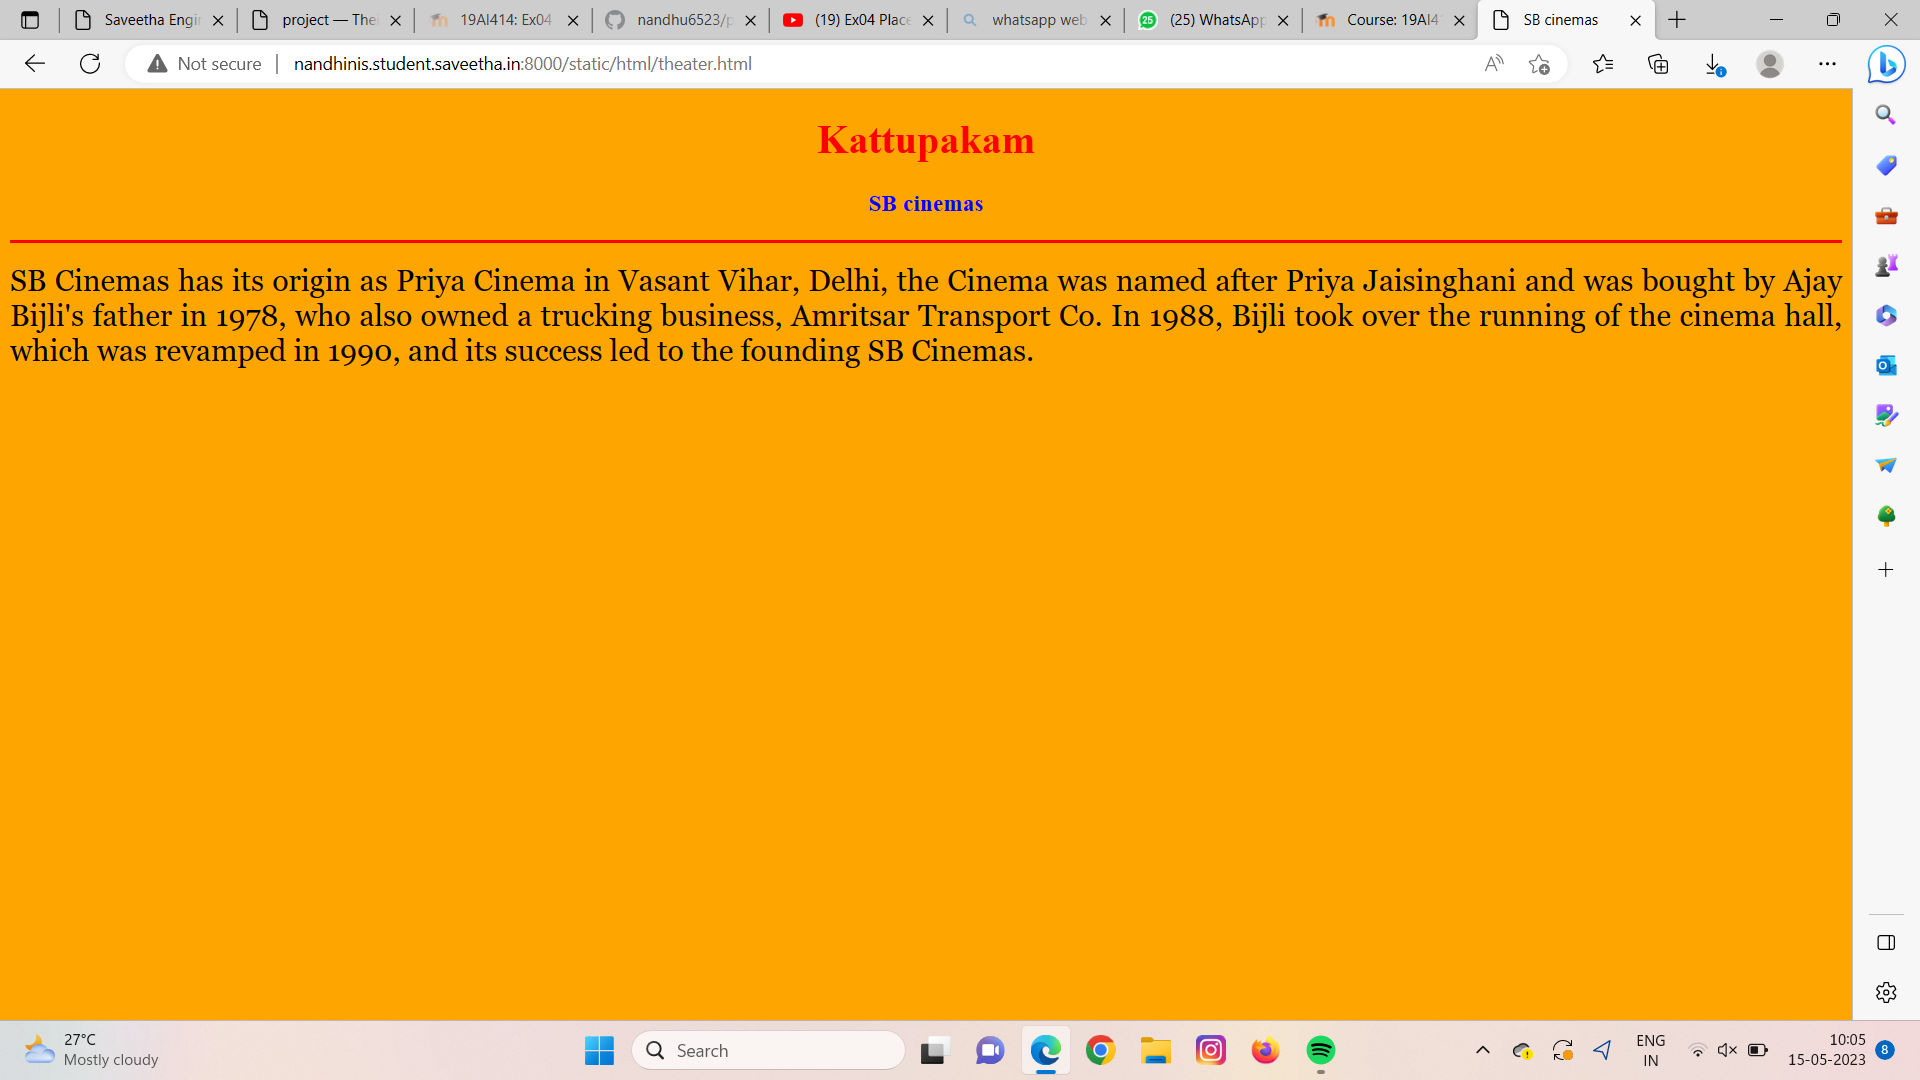 Saveetha Engi
project — The
19AI414: Ex04
nandhu6523/p
(19) Ex04 Place
whatsapp web
25
(25) WhatsApp
Course: 19AI4
SB cinemas
Not secure
nandhinis.student.saveetha.in:8000/static/html/theater.html
Kattupakam
SB cinemas
SB Cinemas has its origin as Priya Cinema in Vasant Vihar, Delhi, the Cinema was named after Priya Jaisinghani and was bought by Ajay
Bijli's father in 1978, who also owned a trucking business, Amritsar Transport Co. In 1988, Bijli took over the running of the cinema hall,
which was revamped in 1990, and its success led to the founding SB Cinemas.
27°C
Mostly cloudy
Search
ENG
IN
10:05
15-05-2023
8